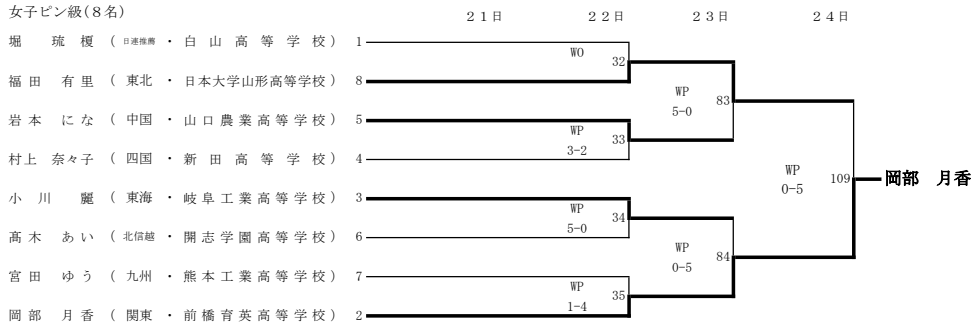 女子ピン級(8名)
21日 22日 23日 24日
堀 琉榎 ( 日連推薦 ・ 白山高等学校 ) 1
WO
32
福田 有里 ( 東北 ・ 日本大学山形高等学校 ) 8
WP 83
5-0
岩本 にな ( 中国 ・ 山口農業高等学校 ) 5
WP 33
3-2
村上 奈々子 ( 四国 ・ 新田高等学校 ) 4
WP 109 岡部 月香
0-5
小川 麗 ( 東海 ・ 岐阜工業高等学校 ) 3
WP 34
5-0
髙木 あい ( 北信越 ・ 開志学園高等学校 ) 6
WP 84
0-5
宮田 ゆう ( 九州 ・ 熊本工業高等学校 ) 7
WP 35
1-4
岡部 月香 ( 関東 ・ 前橋育英高等学校 ) 2